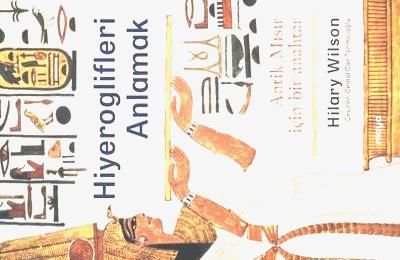 Hiyeroglifleri
Anlamak
Antik Mısır
için bir anahtar
Hilary Wilson